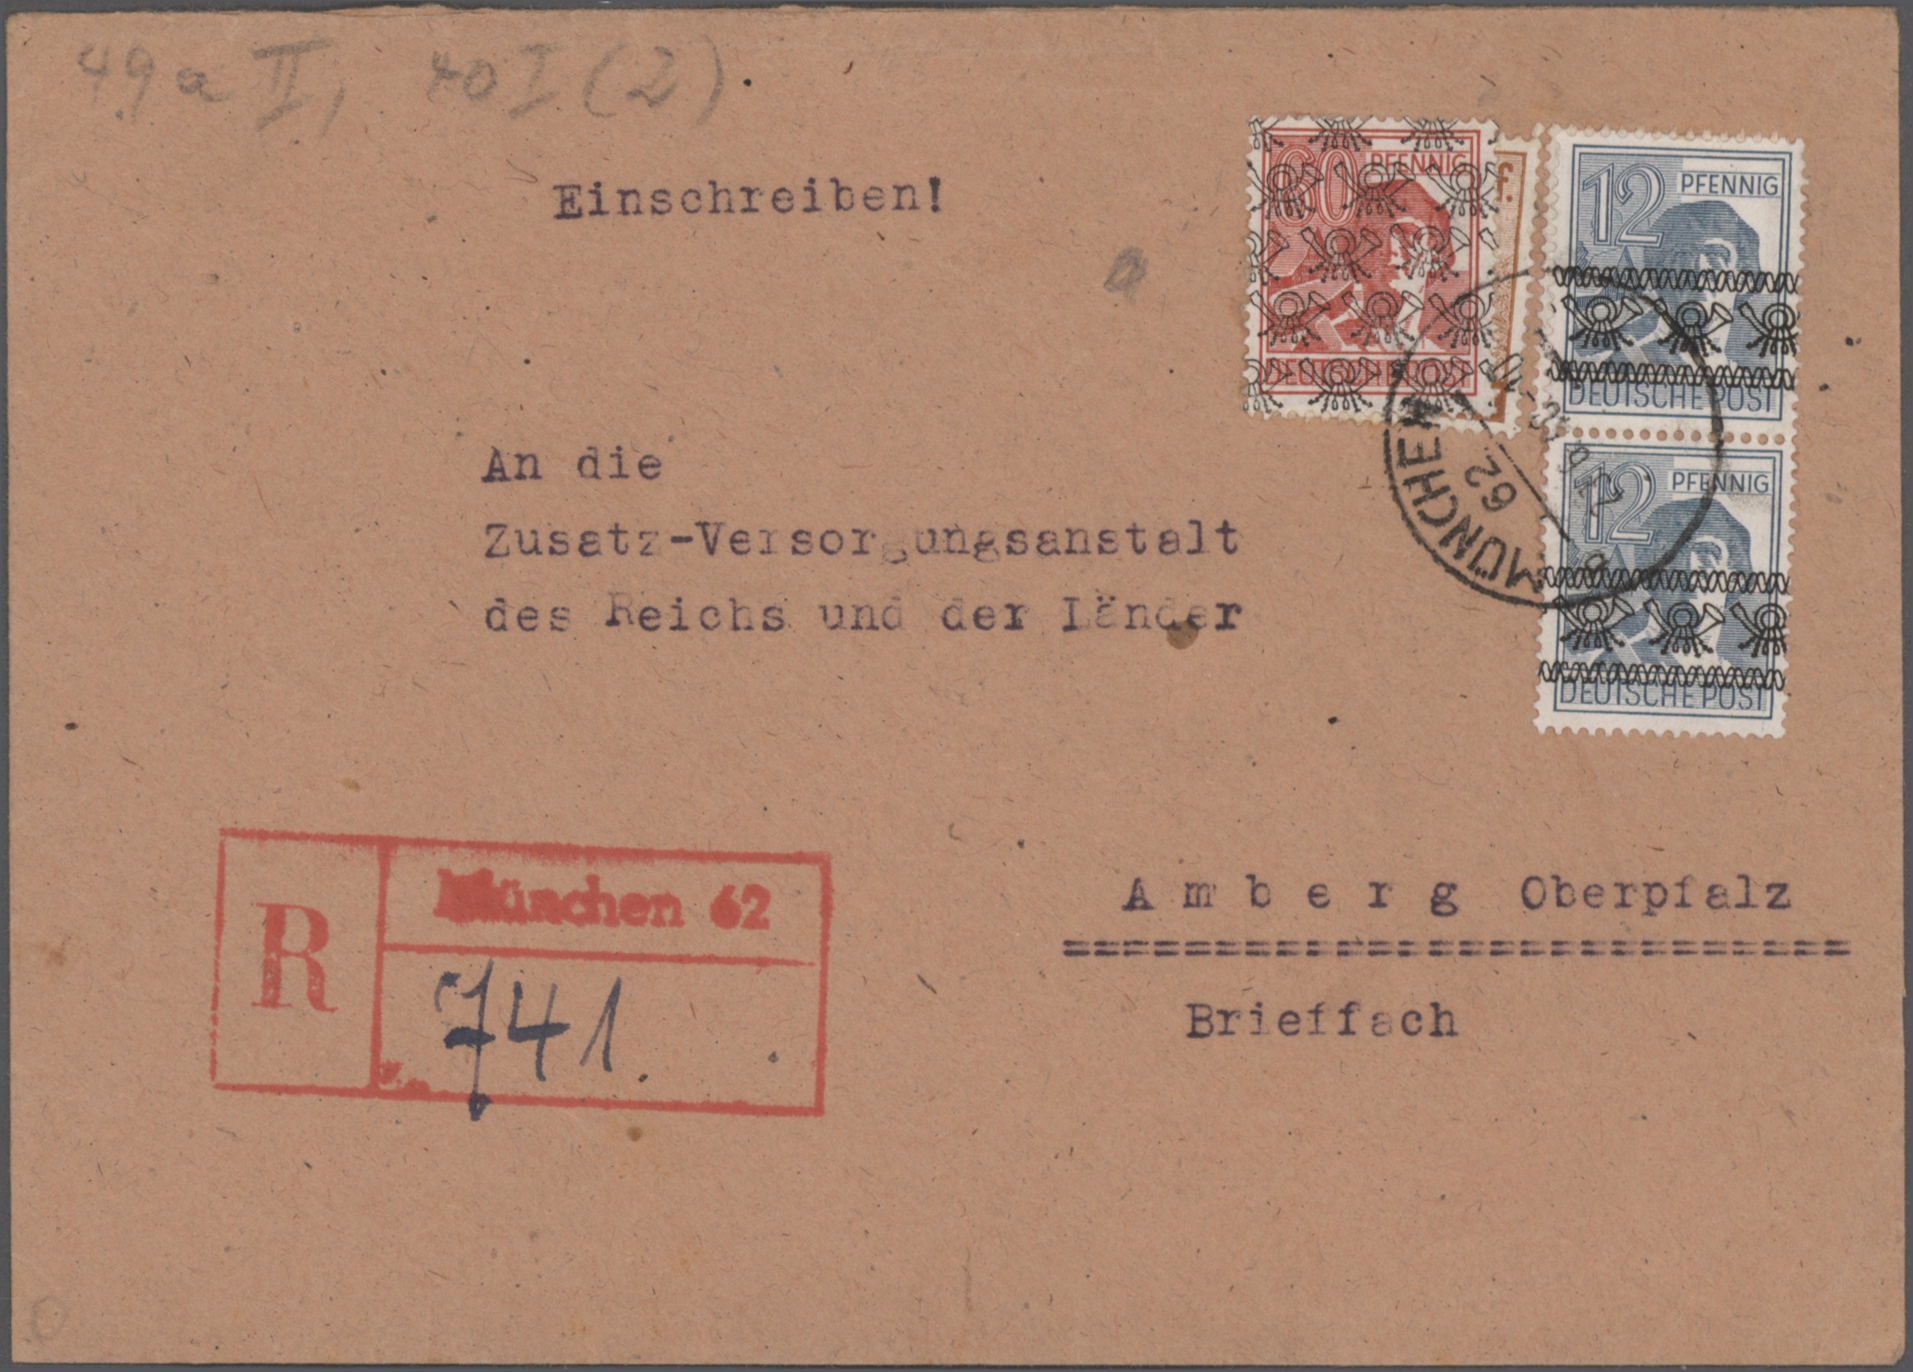 49a II, 40 I (2)
Einschreiben!
60 PFENNIG
DEUTSCHE POST
f.
12 PFENNIG
DEUTSCHE POST
12 PFENNIG
DEUTSCHE POST
MÜNCHEN
62
An die
Zusatz-Versorgungsanstalt
des Reichs und der Länder
R
München 62
741.
Amberg Oberpfalz
==========================
Brieffach